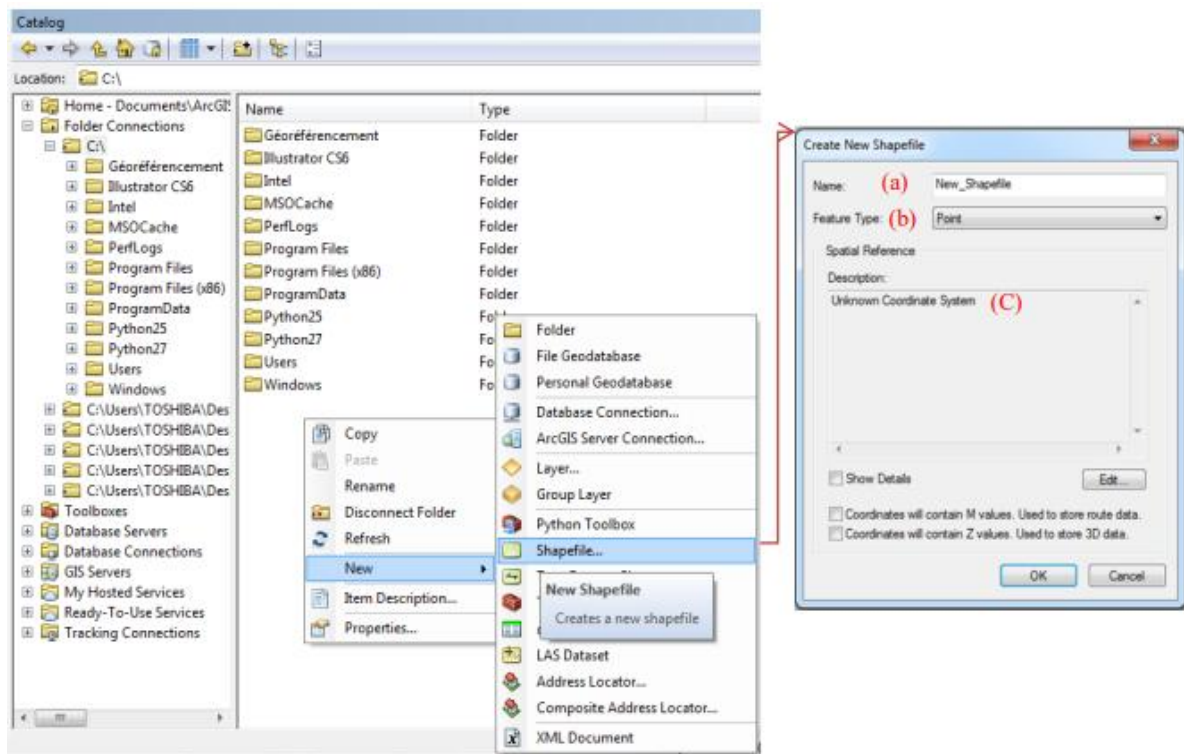 Catalog
Location: C:\
Home - Documents\ArcGI
Folder Connections
C:\
Géoréférencement
Illustrator CS6
Intel
MSOCache
PerfLogs
Program Files
Program Files (x86)
ProgramData
Python25
Python27
Users
Windows
C:\Users\TOSHIBA\Des
C:\Users\TOSHIBA\Des
C:\Users\TOSHIBA\Des
C:\Users\TOSHIBA\Des
C:\Users\TOSHIBA\Des
Toolboxes
Database Servers
Database Connections
GIS Servers
My Hosted Services
Ready-To-Use Services
Tracking Connections
Name Type
Géoréférencement Folder
Illustrator CS6 Folder
Intel Folder
MSOCache Folder
PerfLogs Folder
Program Files Folder
Program Files (x86) Folder
ProgramData Folder
Python25
Python27 Fo
Users Fo
Windows Fo
Copy
Paste
Rename
Disconnect Folder
Refresh
New
Item Description...
Properties...
Folder
File Geodatabase
Personal Geodatabase
Database Connection...
ArcGIS Server Connection...
Layer...
Group Layer
Python Toolbox
Shapefile...
New Shapefile
Creates a new shapefile
LAS Dataset
Address Locator...
Composite Address Locator...
XML Document
Create New Shapefile
Name: (a) New_Shapefile
Feature Type: (b) Point
Spatial Reference
Description:
Unknown Coordinate System (C)
Show Details Edit...
Coordinates will contain M values. Used to store route data.
Coordinates will contain Z values. Used to store 3D data.
OK Cancel